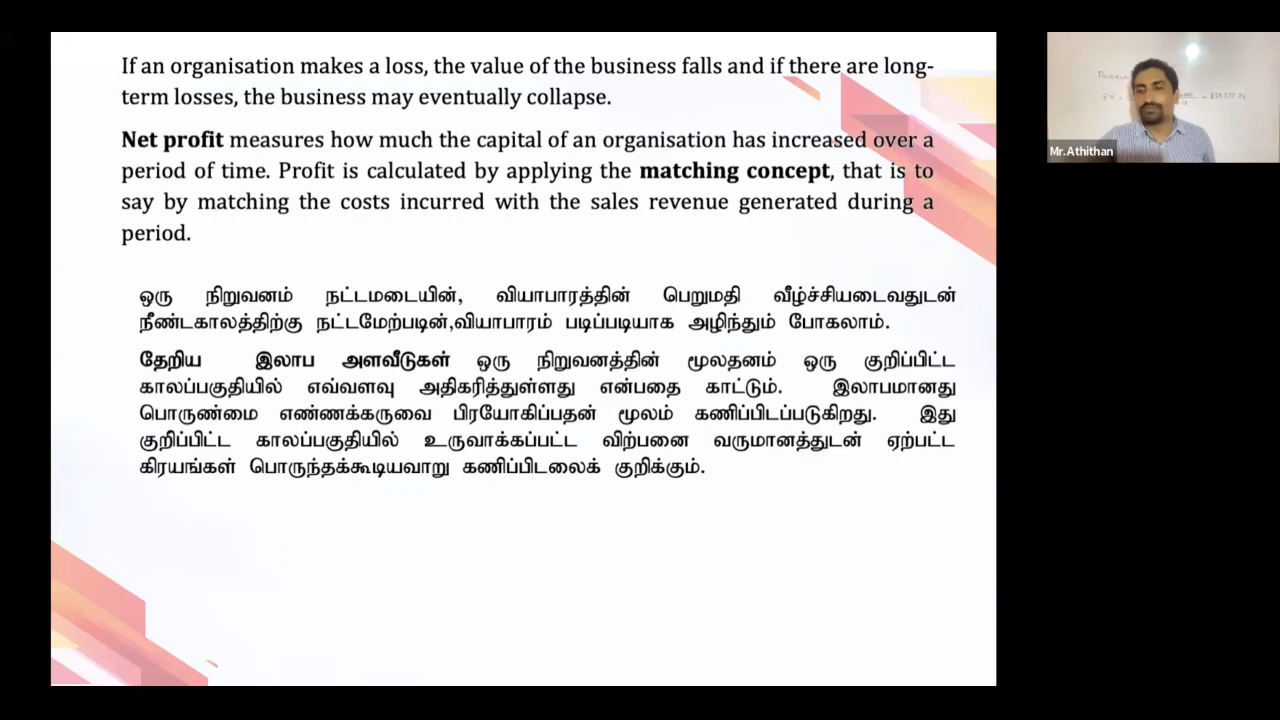 If an organisation makes a loss, the value of the business falls and if there are long-
term losses, the business may eventually collapse.
Net profit measures how much the capital of an organisation has increased over a
period of time. Profit is calculated by applying the matching concept, that is to
say by matching the costs incurred with the sales revenue generated during a
period.
ஒரு நிறுவனம் நட்டமடையின், வியாபாரத்தின் பெறுமதி வீழ்ச்சியடைவதுடன்
நீண்டகாலத்திற்கு நட்டமேற்படின்,வியாபாரம் படிப்படியாக அழிந்தும் போகலாம்.
தேறிய இலாப அளவீடுகள் ஒரு நிறுவனத்தின் மூலதனம் ஒரு குறிப்பிட்ட
காலப்பகுதியில் எவ்வளவு அதிகரித்துள்ளது என்பதை காட்டும். இலாபமானது
பொருண்மை எண்ணக்கருவை பிரயோகிப்பதன் மூலம் கணிப்பிடப்படுகிறது. இது
குறிப்பிட்ட காலப்பகுதியில் உருவாக்கப்பட்ட விற்பனை வருமானத்துடன் ஏற்பட்ட
கிரயங்கள் பொருந்தக்கூடியவாறு கணிப்பிடலைக் குறிக்கும்.
Mr.Athithan